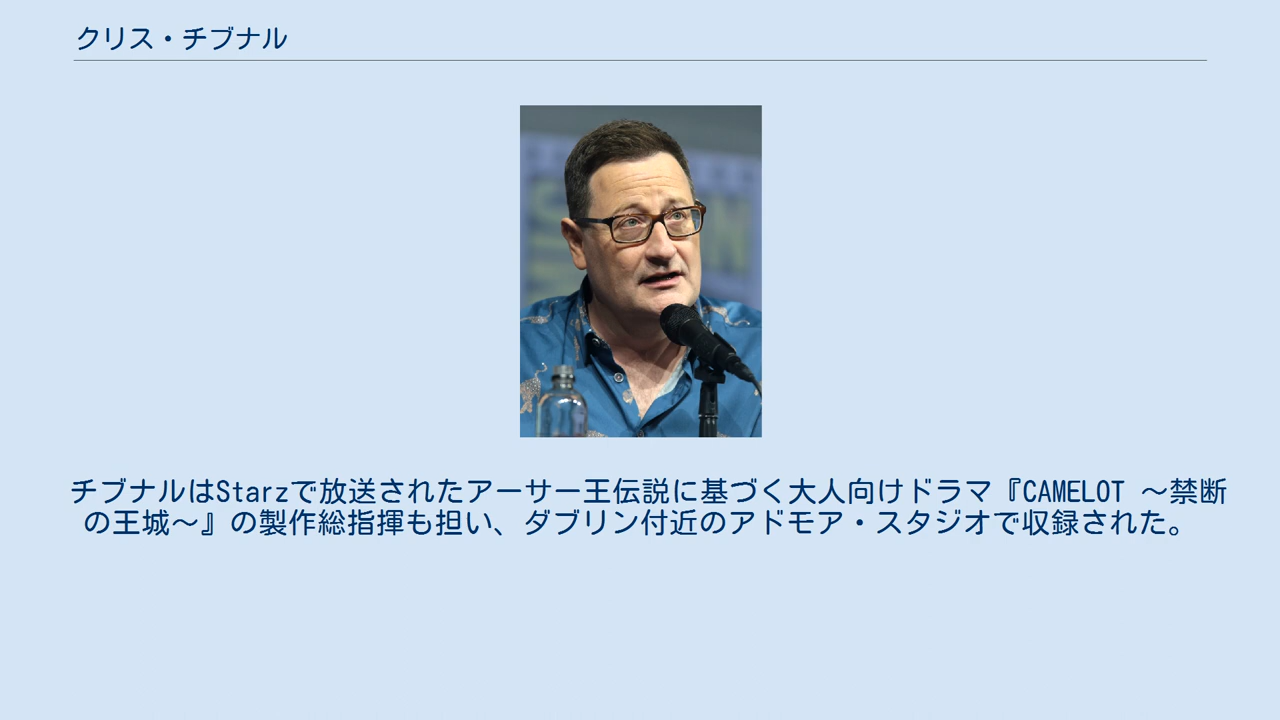 クリス・チブナル
チブナルはStarzで放送されたアーサー王伝説に基づく大人向けドラマ『CAMELOT ～禁断
の王城～』の製作総指揮も担い、ダブリン付近のアドモア・スタジオで収録された。